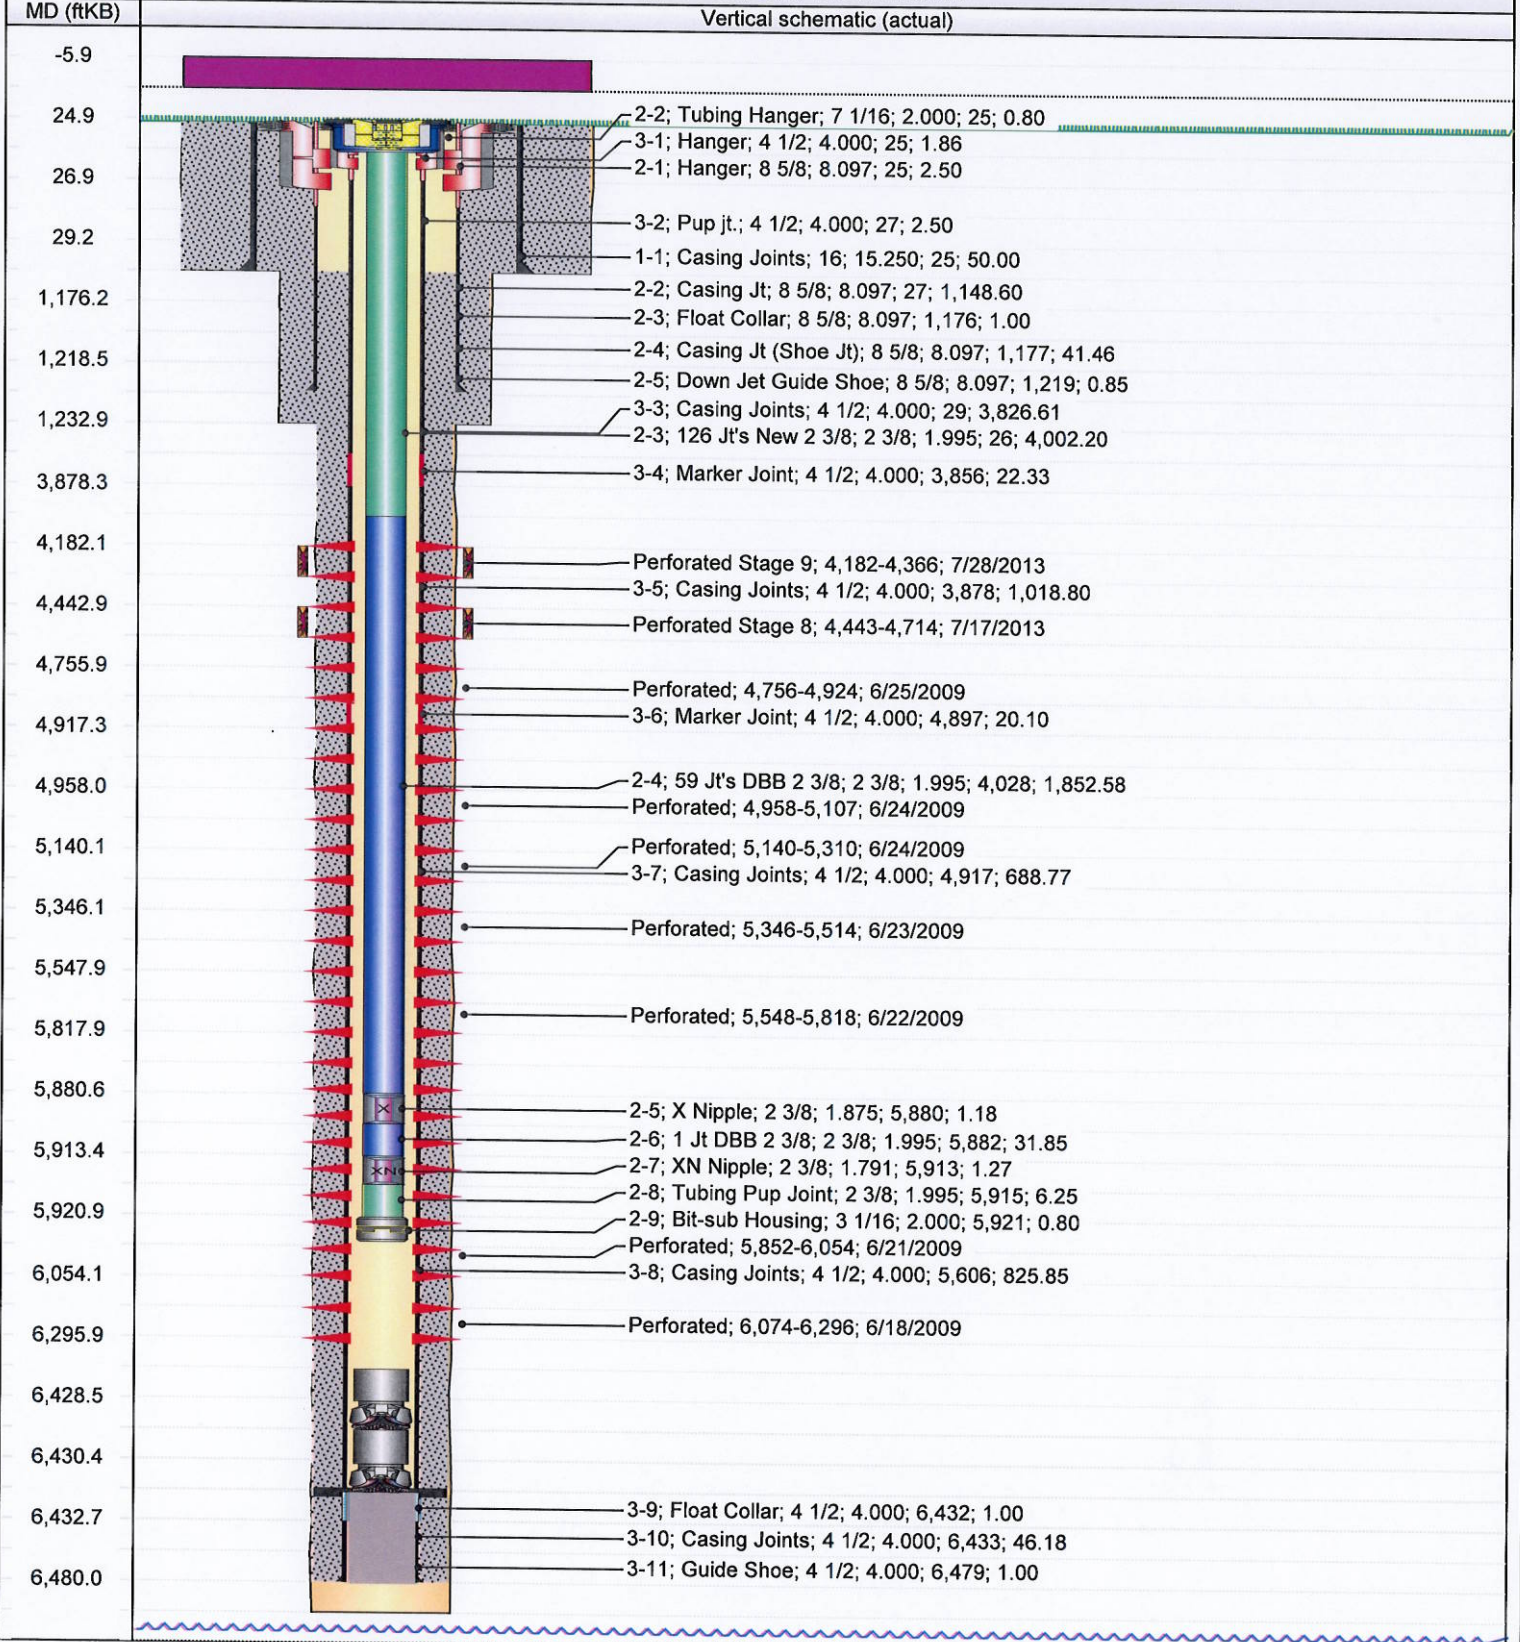 MD (ftKB)
Vertical schematic (actual)
-5.9
24.9
26.9
29.2
1,176.2
1,218.5
1,232.9
3,878.3
4,182.1
4,442.9
4,755.9
4,917.3
4,958.0
5,140.1
5,346.1
5,547.9
5,817.9
5,880.6
5,913.4
5,920.9
6,054.1
6,295.9
6,428.5
6,430.4
6,432.7
6,480.0
2-2; Tubing Hanger; 7 1/16; 2.000; 25; 0.80
3-1; Hanger; 4 1/2; 4.000; 25; 1.86
2-1; Hanger; 8 5/8; 8.097; 25; 2.50
3-2; Pup jt.; 4 1/2; 4.000; 27; 2.50
1-1; Casing Joints; 16; 15.250; 25; 50.00
2-2; Casing Jt; 8 5/8; 8.097; 27; 1,148.60
2-3; Float Collar; 8 5/8; 8.097; 1,176; 1.00
2-4; Casing Jt (Shoe Jt); 8 5/8; 8.097; 1,177; 41.46
2-5; Down Jet Guide Shoe; 8 5/8; 8.097; 1,219; 0.85
3-3; Casing Joints; 4 1/2; 4.000; 29; 3,826.61
2-3; 126 Jt's New 2 3/8; 2 3/8; 1.995; 26; 4,002.20
3-4; Marker Joint; 4 1/2; 4.000; 3,856; 22.33
Perforated Stage 9; 4,182-4,366; 7/28/2013
3-5; Casing Joints; 4 1/2; 4.000; 3,878; 1,018.80
Perforated Stage 8; 4,443-4,714; 7/17/2013
Perforated; 4,756-4,924; 6/25/2009
3-6; Marker Joint; 4 1/2; 4.000; 4,897; 20.10
2-4; 59 Jt's DBB 2 3/8; 2 3/8; 1.995; 4,028; 1,852.58
Perforated; 4,958-5,107; 6/24/2009
Perforated; 5,140-5,310; 6/24/2009
3-7; Casing Joints; 4 1/2; 4.000; 4,917; 688.77
Perforated; 5,346-5,514; 6/23/2009
Perforated; 5,548-5,818; 6/22/2009
X
2-5; X Nipple; 2 3/8; 1.875; 5,880; 1.18
2-6; 1 Jt DBB 2 3/8; 2 3/8; 1.995; 5,882; 31.85
XN
2-7; XN Nipple; 2 3/8; 1.791; 5,913; 1.27
2-8; Tubing Pup Joint; 2 3/8; 1.995; 5,915; 6.25
2-9; Bit-sub Housing; 3 1/16; 2.000; 5,921; 0.80
Perforated; 5,852-6,054; 6/21/2009
3-8; Casing Joints; 4 1/2; 4.000; 5,606; 825.85
Perforated; 6,074-6,296; 6/18/2009
3-9; Float Collar; 4 1/2; 4.000; 6,432; 1.00
3-10; Casing Joints; 4 1/2; 4.000; 6,433; 46.18
3-11; Guide Shoe; 4 1/2; 4.000; 6,479; 1.00